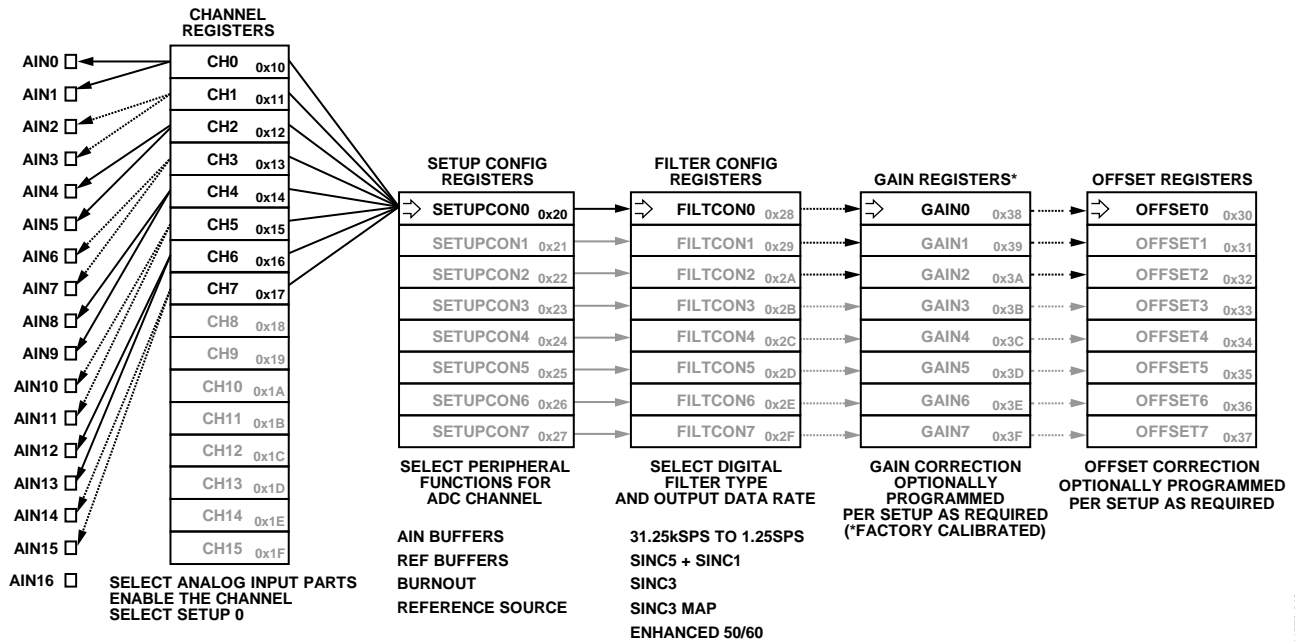 CHANNEL
REGISTERS
AIN0
AIN1
AIN2
AIN3
AIN4
AIN5
AIN6
AIN7
AIN8
AIN9
AIN10
AIN11
AIN12
AIN13
AIN14
AIN15
AIN16
CH0 0x10
CH1 0x11
CH2 0x12
CH3 0x13
CH4 0x14
CH5 0x15
CH6 0x16
CH7 0x17
CH8 0x18
CH9 0x19
CH10 0x1A
CH11 0x1B
CH12 0x1C
CH13 0x1D
CH14 0x1E
CH15 0x1F
SELECT ANALOG INPUT PARTS
ENABLE THE CHANNEL
SELECT SETUP 0
SETUP CONFIG
REGISTERS
SETUPCON0 0x20
SETUPCON1 0x21
SETUPCON2 0x22
SETUPCON3 0x23
SETUPCON4 0x24
SETUPCON5 0x25
SETUPCON6 0x26
SETUPCON7 0x27
SELECT PERIPHERAL
FUNCTIONS FOR
ADC CHANNEL
AIN BUFFERS
REF BUFFERS
BURNOUT
REFERENCE SOURCE
FILTER CONFIG
REGISTERS
FILTCON0 0x28
FILTCON1 0x29
FILTCON2 0x2A
FILTCON3 0x2B
FILTCON4 0x2C
FILTCON5 0x2D
FILTCON6 0x2E
FILTCON7 0x2F
SELECT DIGITAL
FILTER TYPE
AND OUTPUT DATA RATE
31.25kSPS TO 1.25SPS
SINC5 + SINC1
SINC3
SINC3 MAP
ENHANCED 50/60
GAIN REGISTERS*
GAIN0 0x38
GAIN1 0x39
GAIN2 0x3A
GAIN3 0x3B
GAIN4 0x3C
GAIN5 0x3D
GAIN6 0x3E
GAIN7 0x3F
GAIN CORRECTION
OPTIONALLY
PROGRAMMED
PER SETUP AS REQUIRED
(*FACTORY CALIBRATED)
OFFSET REGISTERS
OFFSET0 0x30
OFFSET1 0x31
OFFSET2 0x32
OFFSET3 0x33
OFFSET4 0x34
OFFSET5 0x35
OFFSET6 0x36
OFFSET7 0x37
OFFSET CORRECTION
OPTIONALLY PROGRAMMED
PER SETUP AS REQUIRED